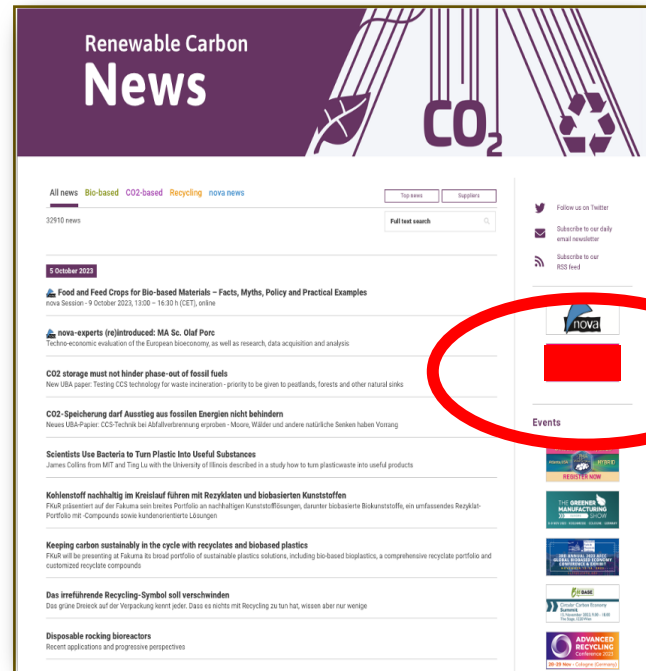 Renewable Carbon
News
CO2
All news Bio-based CO2-based Recycling nova news
Top news Suppliers
32910 news
Full text search
Follow us on Twitter
Subscribe to our daily
email newsletter
Subscribe to our
RSS feed
5 October 2023
Food and Feed Crops for Bio-based Materials – Facts, Myths, Policy and Practical Examples
nova Session - 9 October 2023, 13:00 – 16:30 h (CET), online
nova-experts (re)introduced: MA Sc. Olaf Porc
Techno-economic evaluation of the European bioeconomy, as well as research, data acquisition and analysis
nova
CO2 storage must not hinder phase-out of fossil fuels
New UBA paper: Testing CCS technology for waste incineration - priority to be given to peatlands, forests and other natural sinks
CO2-Speicherung darf Ausstieg aus fossilen Energien nicht behindern
Neues UBA-Papier: CCS-Technik bei Abfallverbrennung erproben - Moore, Wälder und andere natürliche Senken haben Vorrang
Events
Scientists Use Bacteria to Turn Plastic Into Useful Substances
James Collins from MIT and Ting Lu with the University of Illinois described in a study how to turn plasticwaste into useful products
HYBRID
REGISTER NOW
Kohlenstoff nachhaltig im Kreislauf führen mit Rezyklaten und biobasierten Kunststoffen
FKuR präsentiert auf der Fakuma sein breites Portfolio an nachhaltigen Kunststofflösungen, darunter biobasierte Biokunststoffe, ein umfassendes Rezyklat-
Portfolio mit -Compounds sowie kundenorientierte Lösungen
THE GREENER
MANUFACTURING
SHOW
Keeping carbon sustainably in the cycle with recyclates and biobased plastics
FKuR will be presenting at Fakuma its broad portfolio of sustainable plastics solutions, including bio-based bioplastics, a comprehensive recyclate portfolio and
customized recyclate compounds
GLOBAL BIOBASED ECONOMY
CONFERENCE & EXHIBIT
Das irreführende Recycling-Symbol soll verschwinden
Das grüne Dreieck auf der Verpackung kennt jeder. Dass es nichts mit Recycling zu tun hat, wissen aber nur wenige
BASE
Circular Carbon Economy
Summit
Disposable rocking bioreactors
Recent applications and progressive perspectives
ADVANCED
RECYCLING
Conference 2023
28-29 Nov - Cologne (Germany)